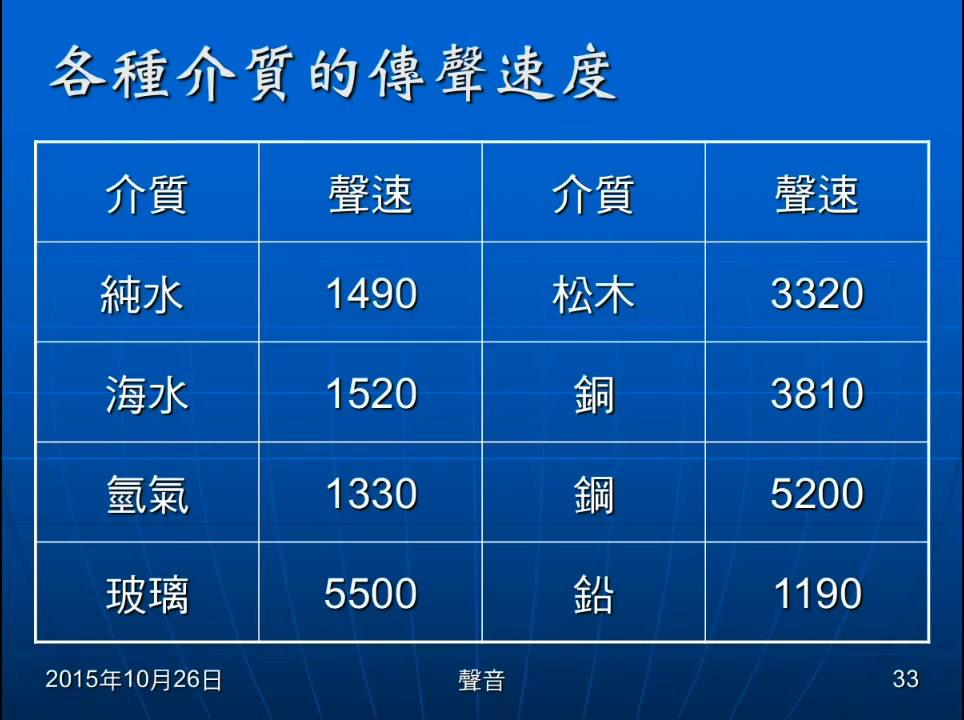 各種介質的傳聲速度
介質 聲速 介質 聲速
純水 1490 松木 3320
海水 1520 銅 3810
氫氣 1330 鋼 5200
玻璃 5500 鉛 1190
2015年10月26日 聲音 33